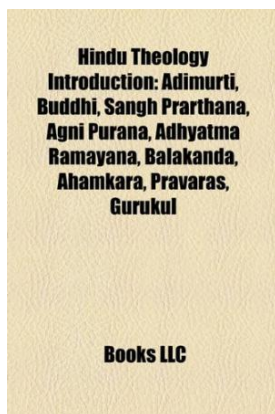 Hindu Theology
Introduction: Adimurti,
Buddhi, Sangh Prarthana,
Agni Purana, Adhyatma
Ramayana, Balakanda,
Ahamkara, Pravaras,
Gurukul
Books LLC